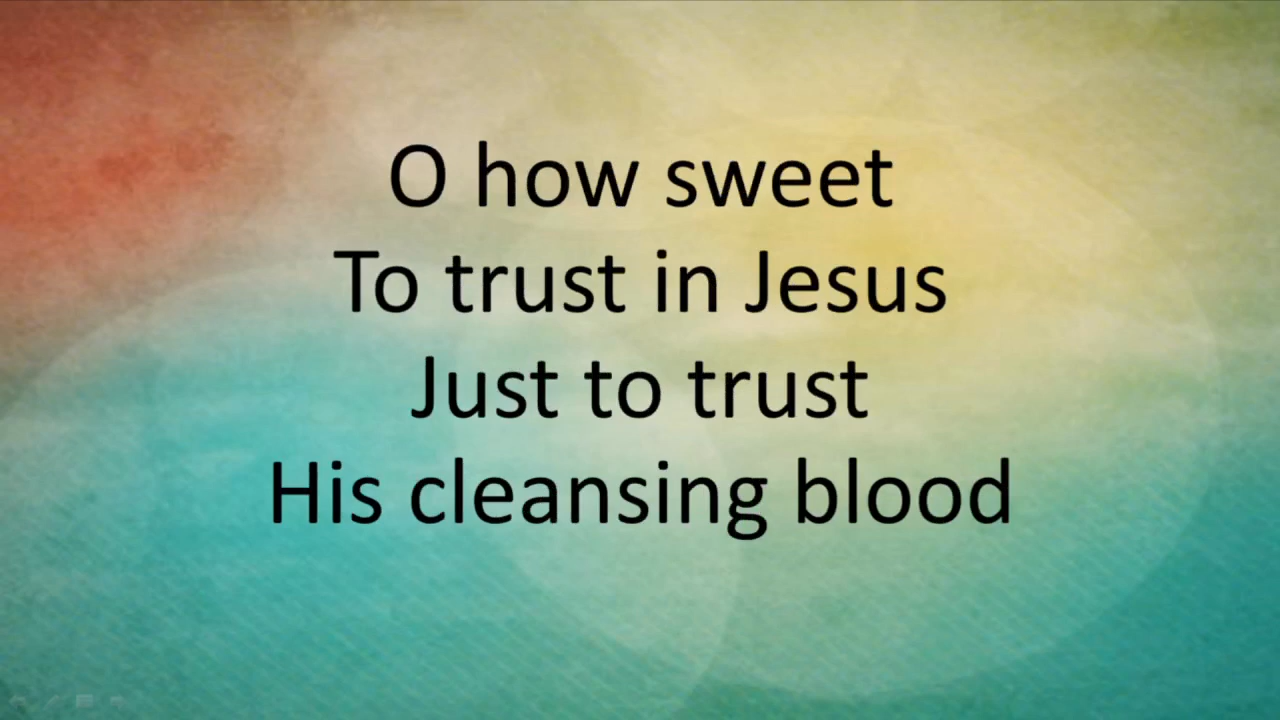 O how sweet
To trust in Jesus
Just to trust
His cleansing blood